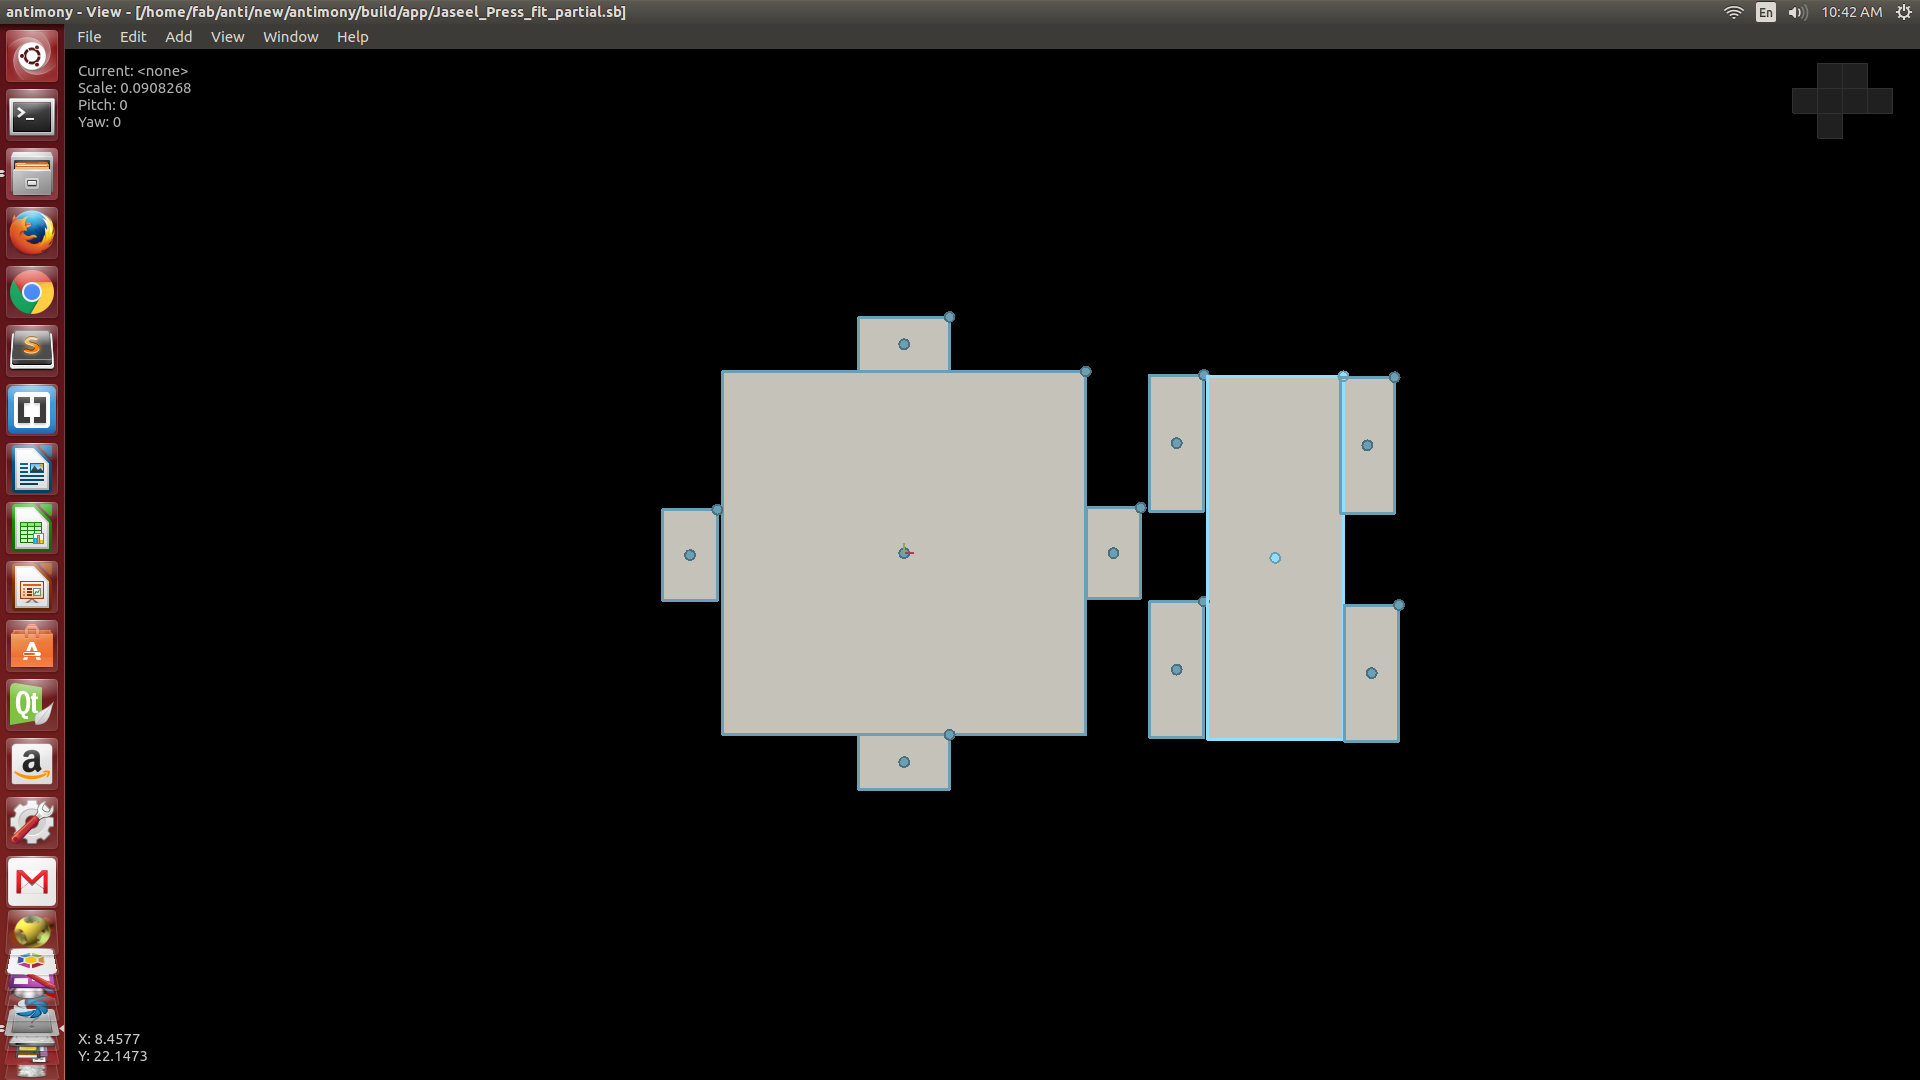 antimony - View - [/home/fab/anti/new/antimony/build/app/Jaseel_Press_fit_partial.sb]
En
10:42 AM
File Edit Add View Window Help
Current: <none>
Scale: 0.0908268
Pitch: 0
Yaw: 0
>_
S
Qt
a
X: 8.4577
Y: 22.1473